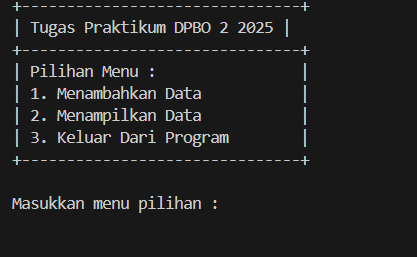 +-------------------------------+
| Tugas Praktikum DPBO 2 2025 |
+-------------------------------+
| Pilihan Menu :                |
| 1. Menambahkan Data           |
| 2. Menampilkan Data           |
| 3. Keluar Dari Program        |
+-------------------------------+
Masukkan menu pilihan :